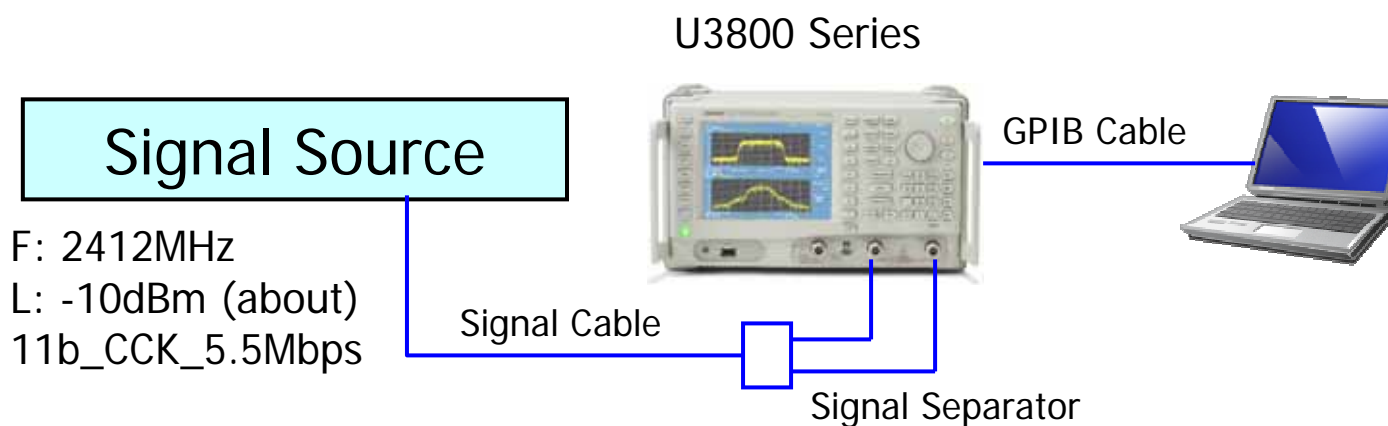 U3800 Series
Signal Source
GPIB Cable
F: 2412MHz
L: -10dBm (about)
11b_CCK_5.5Mbps
Signal Cable
Signal Separator